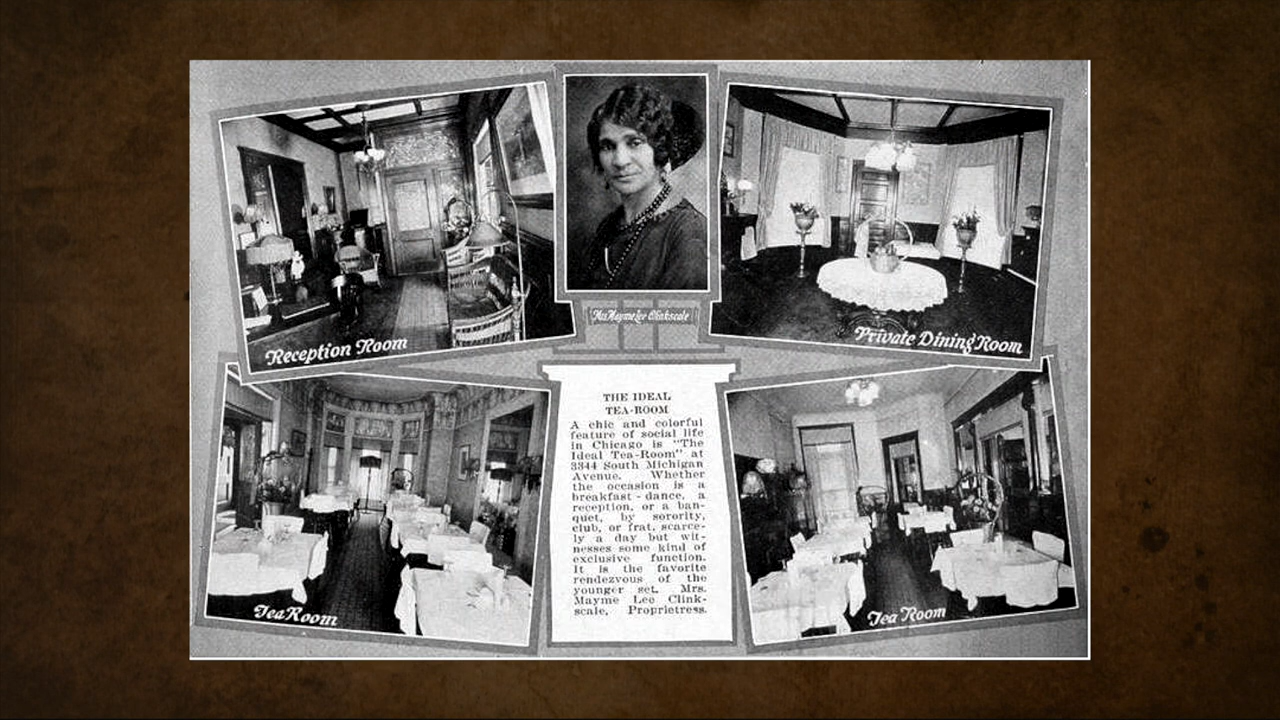 Reception Room
Mrs Mayme Lee Clinkscale
Private Dining Room
THE IDEAL
TEA-ROOM
A chic and colorful
feature of social life
in Chicago is "The
Ideal Tea-Room" at
3344 South Michigan
Avenue. Whether
the occasion is a
breakfast-dance, a
reception, or a ban-
quet, by sorority,
club, or frat, scarce-
ly a day but wit-
nesses some kind of
exclusive function.
It is the favorite
rendezvous of the
younger set. Mrs.
Mayme Lee Clink-
scale, Proprietress.
Tea Room
Tea Room